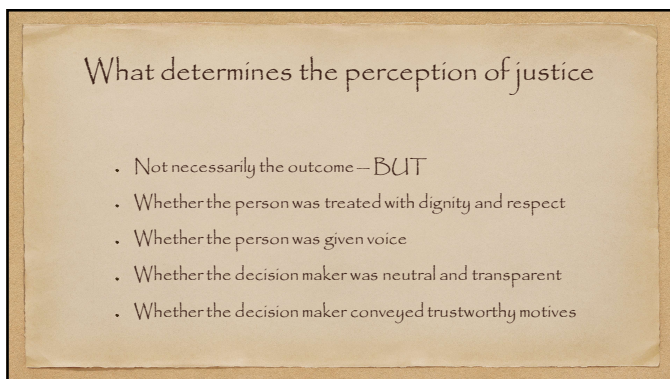 What determines the perception of justice
• Not necessarily the outcome – BUT
• Whether the person was treated with dignity and respect
• Whether the person was given voice
• Whether the decision maker was neutral and transparent
• Whether the decision maker conveyed trustworthy motives